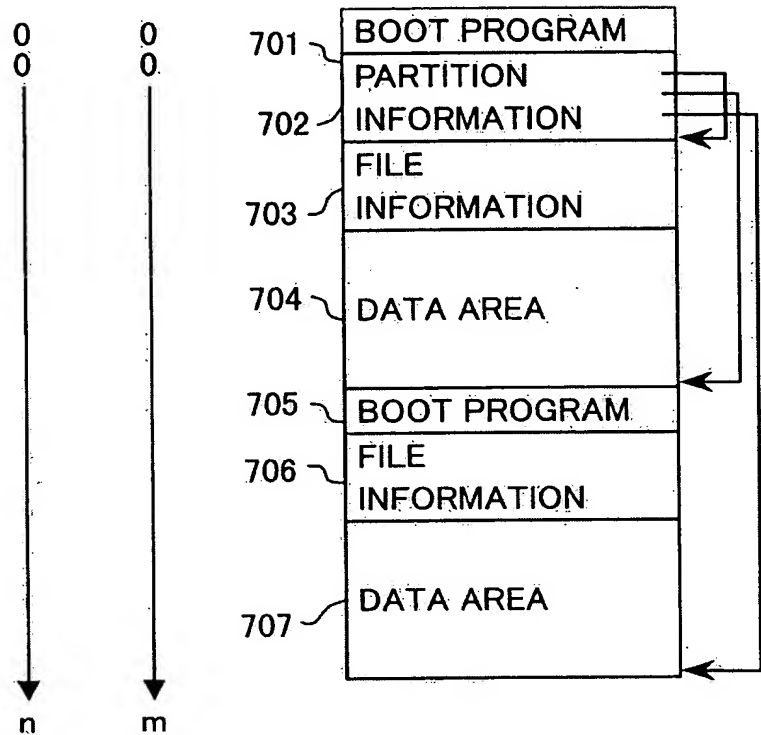 0 0
0 0
701 BOOT PROGRAM
PARTITION
702 INFORMATION
FILE
703 INFORMATION
704 DATA AREA
705 BOOT PROGRAM
FILE
706 INFORMATION
DATA AREA
707
n m